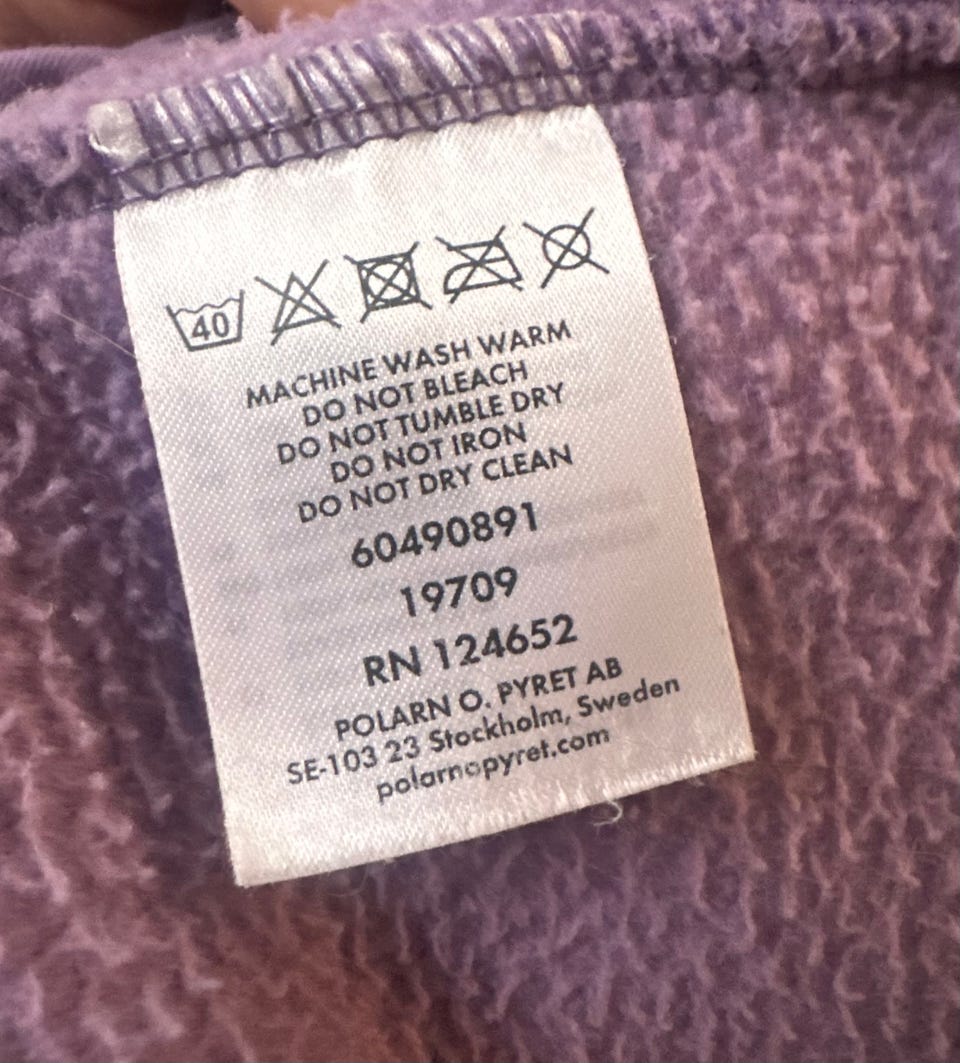 40
MACHINE WASH WARM
DO NOT BLEACH
DO NOT TUMBLE DRY
DO NOT IRON
DO NOT DRY CLEAN
60490891
19709
RN 124652
POLARN O. PYRET AB
SE-103 23 Stockholm, Sweden
polarnopyret.com